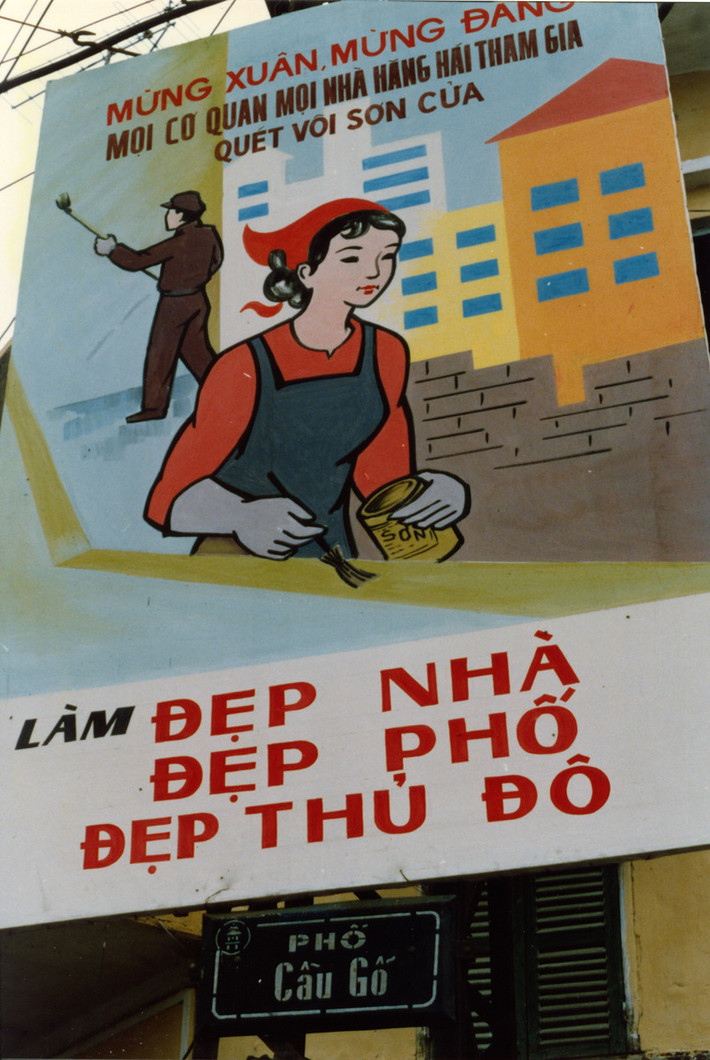 MỪNG XUÂN, MỪNG ĐẢNG
MỌI CƠ QUAN MỌI NHÀ HĂNG HÁI THAM GIA
QUÉT VÔI SƠN CỬA
SƠN
LÀM ĐẸP NHÀ
ĐẸP PHỐ
ĐẸP THỦ ĐÔ
PHỐ
Cầu Gỗ